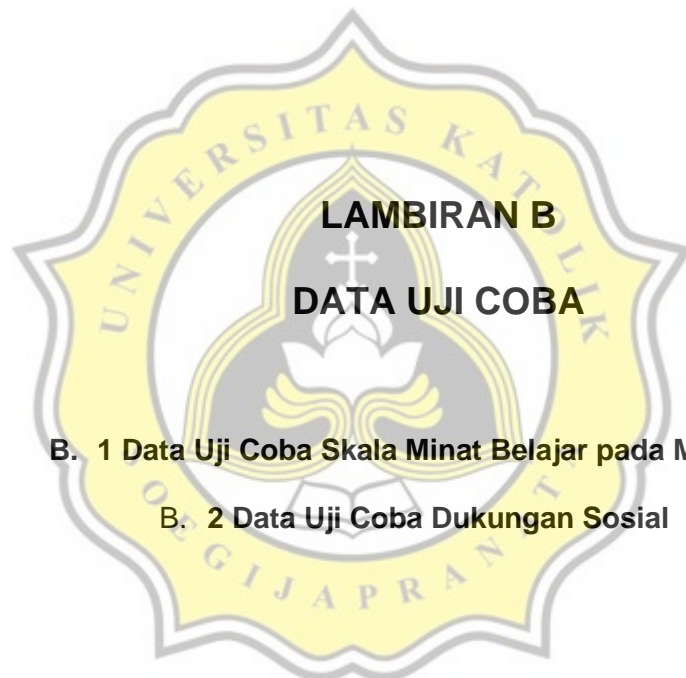 UNIVERSITAS KATOLIK
LAMBIRAN B
DATA UJI COBA
B. 1 Data Uji Coba Skala Minat Belajar pada M
B. 2 Data Uji Coba Dukungan Sosial
SOEGIJAPRANATA